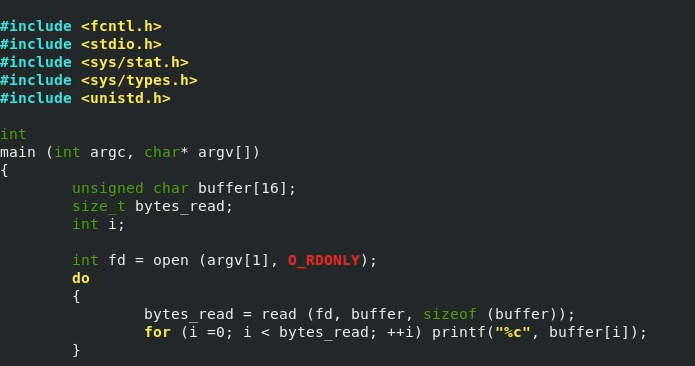 #include <fcntl.h>
#include <stdio.h>
#include <sys/stat.h>
#include <sys/types.h>
#include <unistd.h>
int
main (int argc, char* argv[])
{
unsigned char buffer[16];
size_t bytes_read;
int i;
int fd = open (argv[1], O_RDONLY);
do
{
bytes_read = read (fd, buffer, sizeof (buffer));
for (i =0; i < bytes_read; ++i) printf("%c", buffer[i]);
}